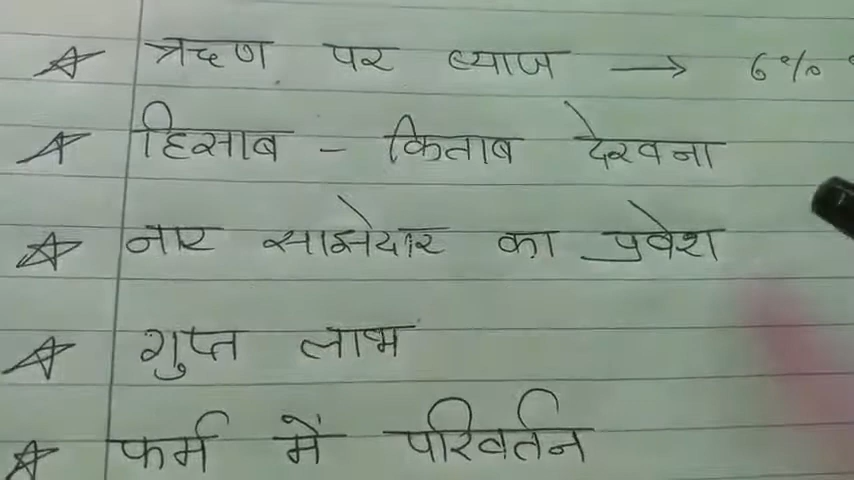 ऋण पर ब्याज → 6%
हिसाब - किताब देखना
नए साझेदार का प्रवेश
गुप्त लाभ
फर्म में परिवर्तन